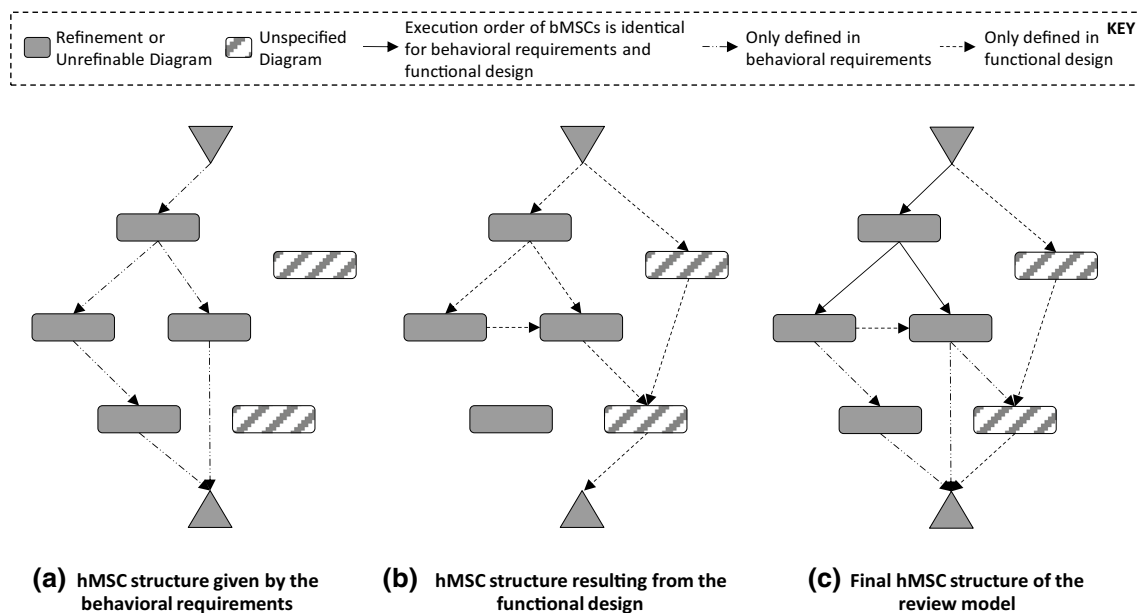 KEY
Refinement or
Unrefinable Diagram
Unspecified
Diagram
Execution order of bMSCs is identical
for behavioral requirements and
functional design
Only defined in
behavioral requirements
Only defined in
functional design
(a) hMSC structure given by the
behavioral requirements
(b) hMSC structure resulting from the
functional design
(c) Final hMSC structure of the
review model